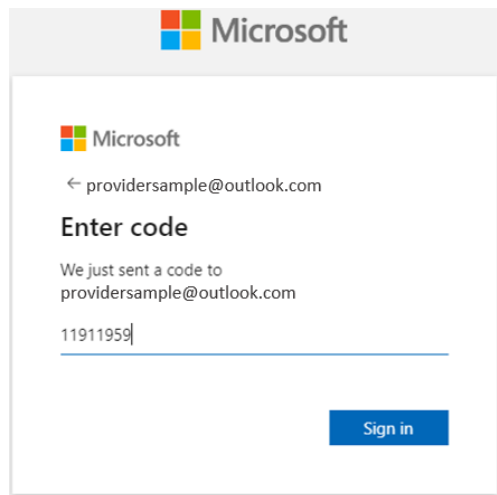 Microsoft
Microsoft
← providersample@outlook.com
Enter code
We just sent a code to
providersample@outlook.com
11911959
Sign in